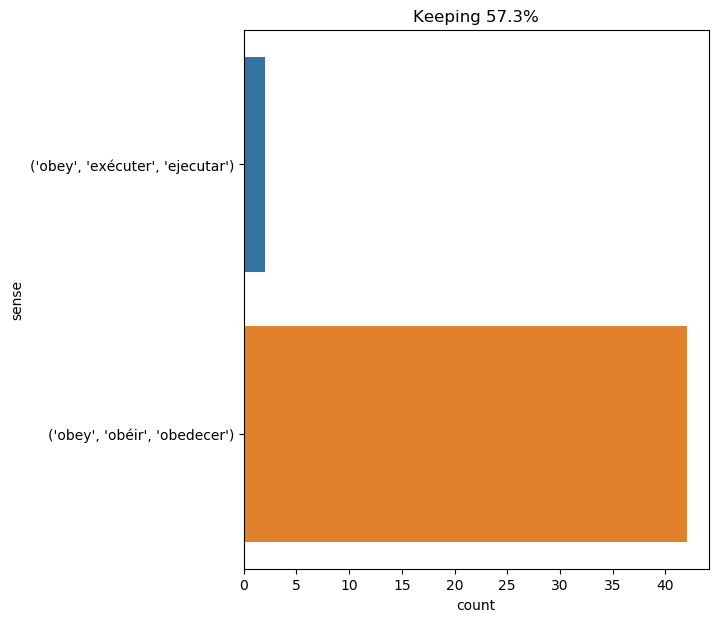 Keeping 57.3%
('obey', 'exécuter', 'ejecutar')
('obey', 'obéir', 'obedecer')
sense
0 5 10 15 20 25 30 35 40
count